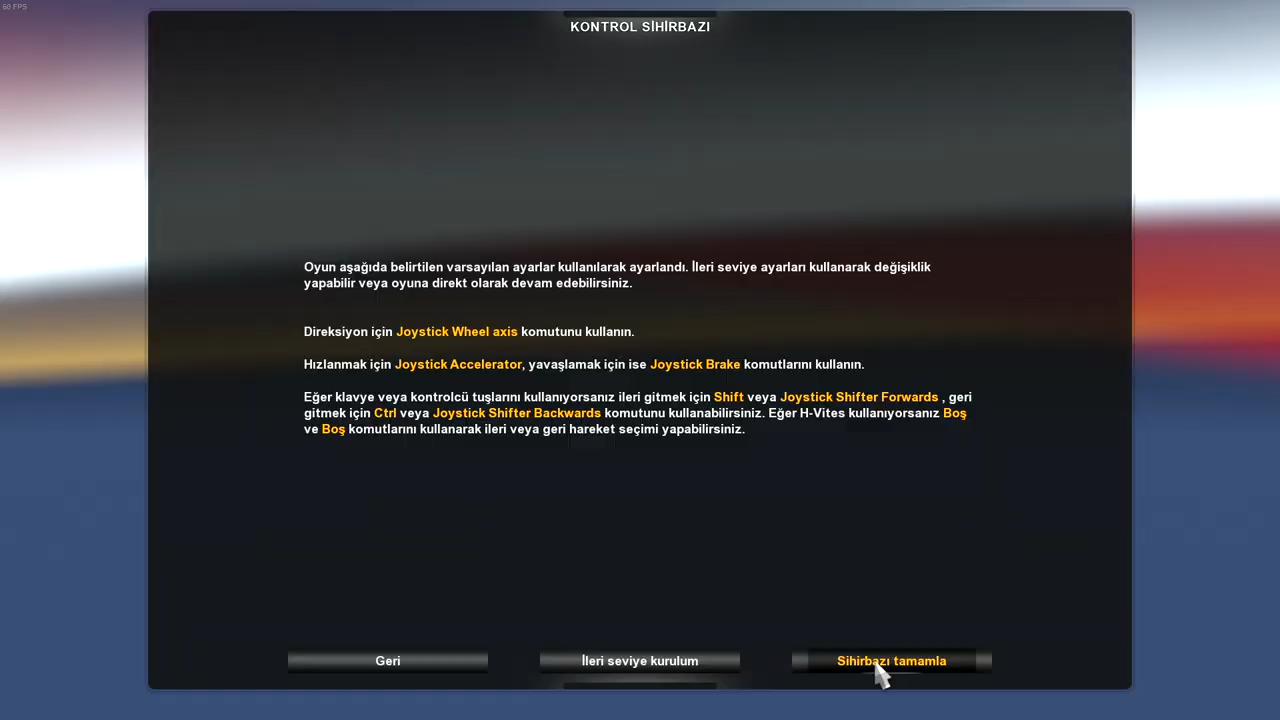 60 FPS
KONTROL SİHİRBAZI
Oyun aşağıda belirtilen varsayılan ayarlar kullanılarak ayarlandı. İleri seviye ayarları kullanarak değişiklik
yapabilir veya oyuna direkt olarak devam edebilirsiniz.
Direksiyon için Joystick Wheel axis komutunu kullanın.
Hızlanmak için Joystick Accelerator, yavaşlamak için ise Joystick Brake komutlarını kullanın.
Eğer klavye veya kontrolcü tuşlarını kullanıyorsanız ileri gitmek için Shift veya Joystick Shifter Forwards , geri
gitmek için Ctrl veya Joystick Shifter Backwards komutunu kullanabilirsiniz. Eğer H-Vites kullanıyorsanız Boş
ve Boş komutlarını kullanarak ileri veya geri hareket seçimi yapabilirsiniz.
Geri
İleri seviye kurulum
Sihirbazı tamamla